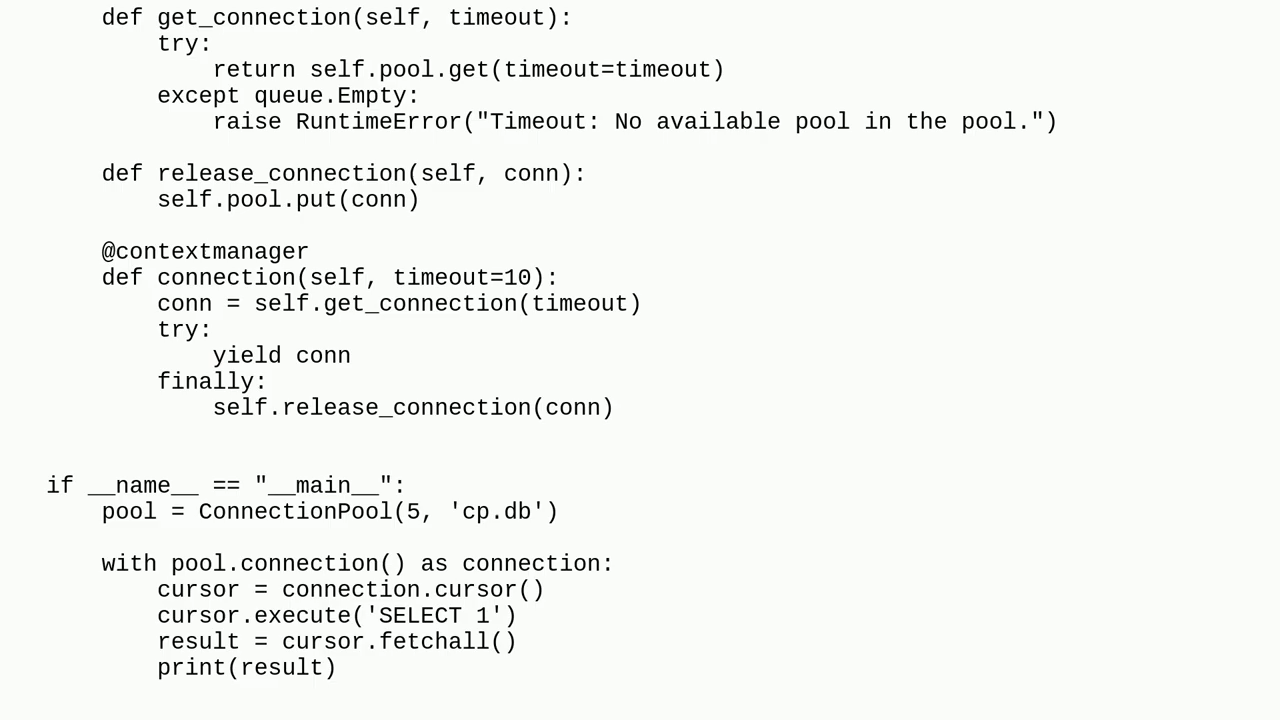 def get_connection(self, timeout):
try:
return self.pool.get(timeout=timeout)
except queue.Empty:
raise RuntimeError("Timeout: No available pool in the pool.")
def release_connection(self, conn):
self.pool.put(conn)
@contextmanager
def connection(self, timeout=10):
conn = self.get_connection(timeout)
try:
yield conn
finally:
self.release_connection(conn)
if __name__ == "__main__":
pool = ConnectionPool(5, 'cp.db')
with pool.connection() as connection:
cursor = connection.cursor()
cursor.execute('SELECT 1')
result = cursor.fetchall()
print(result)